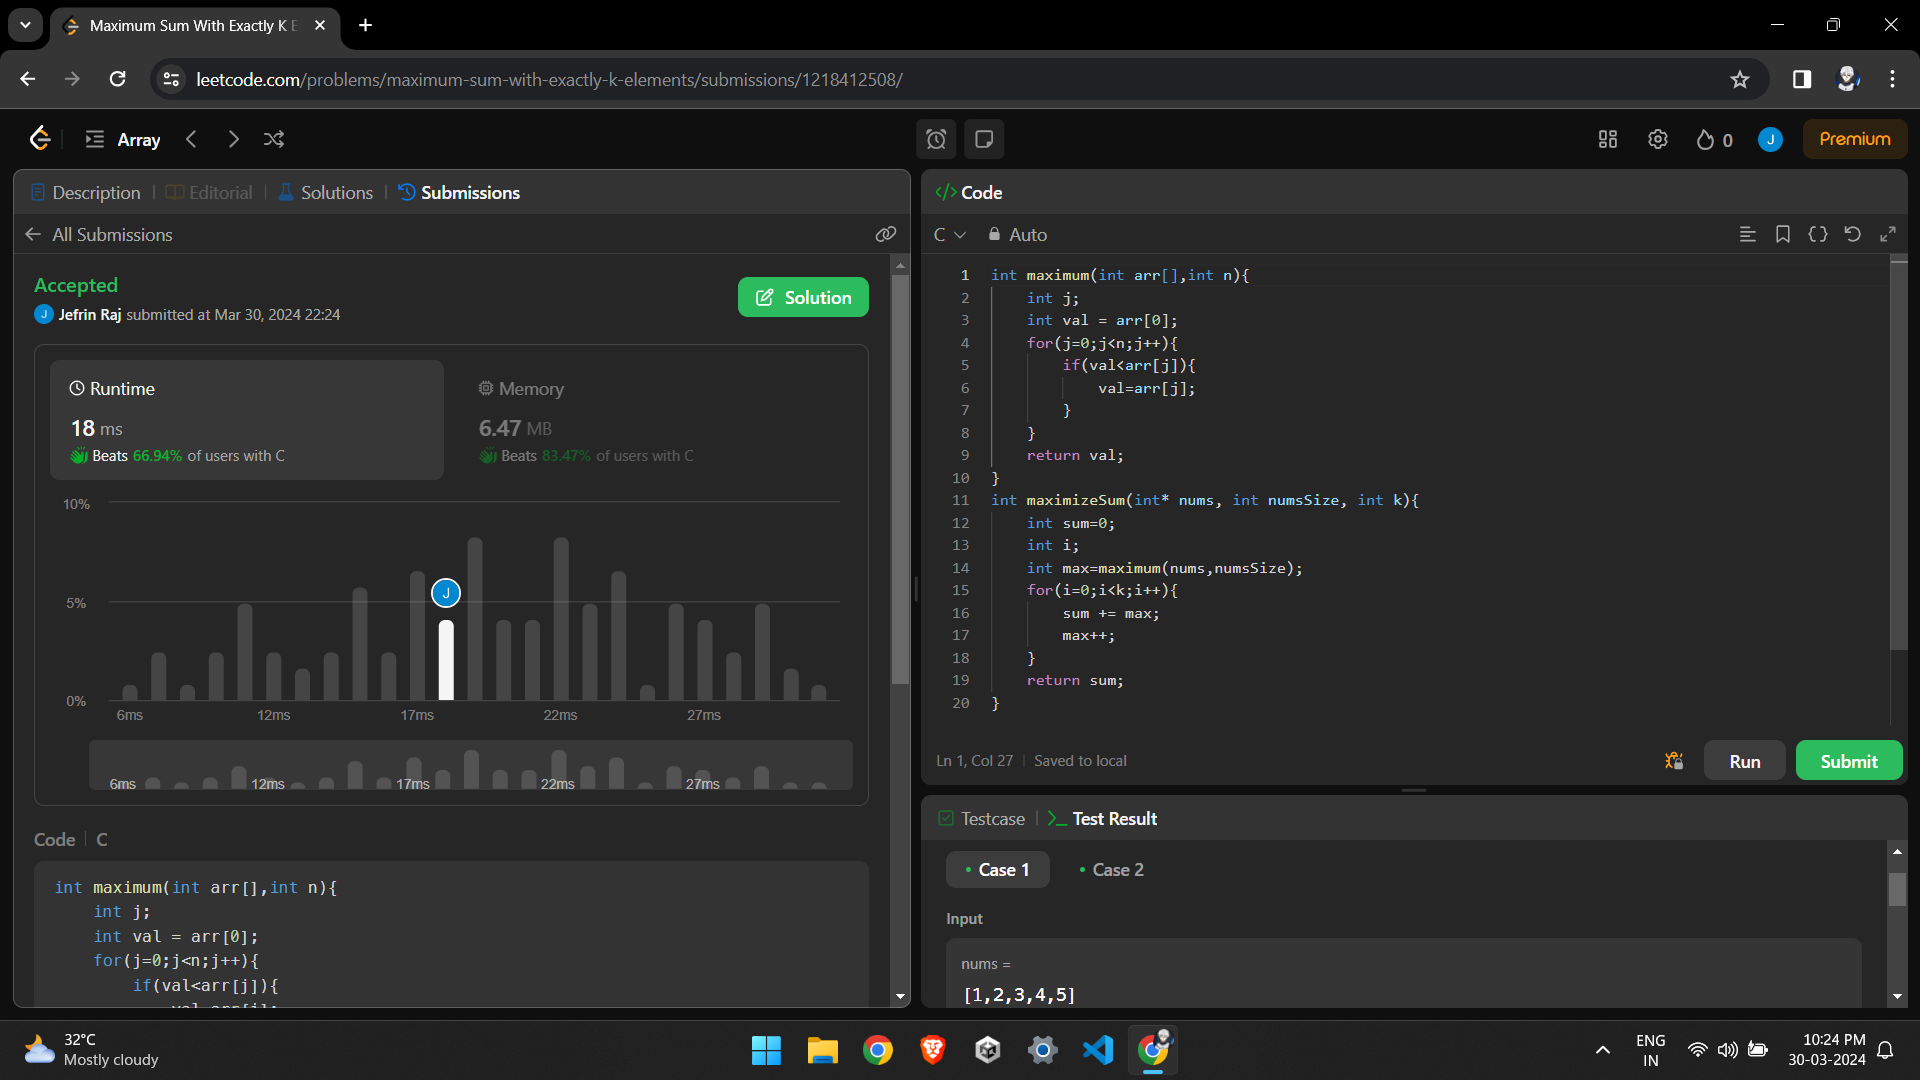 Maximum Sum With Exactly K E
leetcode.com/problems/maximum-sum-with-exactly-k-elements/submissions/1218412508/
Array
0
J
Premium
Description
Editorial
Solutions
Submissions
All Submissions
Accepted
J Jefrin Raj submitted at Mar 30, 2024 22:24
Solution
Runtime
18 ms
Beats 66.94% of users with C
Memory
6.47 MB
Beats 83.47% of users with C
10%
5%
0%
J
6ms 12ms 17ms 22ms 27ms
6ms 12ms 17ms 22ms 27ms
Code C
int maximum(int arr[],int n){
int j;
int val = arr[0];
for(j=0;j<n;j++){
if(val<arr[j]){
val=arr[j];
</> Code
C
Auto
1 int maximum(int arr[],int n){
2 int j;
3 int val = arr[0];
4 for(j=0;j<n;j++){
5 if(val<arr[j]){
6 val=arr[j];
7 }
8 }
9 return val;
10 }
11 int maximizeSum(int* nums, int numsSize, int k){
12 int sum=0;
13 int i;
14 int max=maximum(nums,numsSize);
15 for(i=0;i<k;i++){
16 sum += max;
17 max++;
18 }
19 return sum;
20 }
Ln 1, Col 27 Saved to local
Run
Submit
Testcase
Test Result
Case 1
Case 2
Input
nums =
[1,2,3,4,5]
32°C
Mostly cloudy
ENG
IN
10:24 PM
30-03-2024